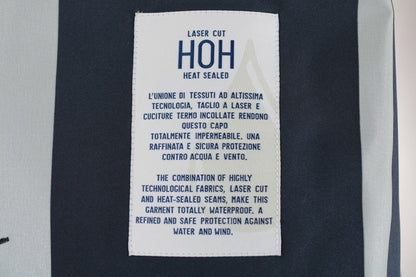 LASER CUT
HOH
HEAT SEALED
L'UNIONE DI TESSUTI AD ALTISSIMA
TECNOLOGIA, TAGLIO A LASER E
CUCITURE TERMO INCOLLATE RENDONO
QUESTO CAPO
TOTALMENTE IMPERMEABILE. UNA
RAFFINATA E SICURA PROTEZIONE
CONTRO ACQUA E VENTO.
THE COMBINATION OF HIGHLY
TECHNOLOGICAL FABRICS, LASER CUT
AND HEAT-SEALED SEAMS, MAKE THIS
GARMENT TOTALLY WATERPROOF. A
REFINED AND SAFE PROTECTION AGAINST
WATER AND WIND.